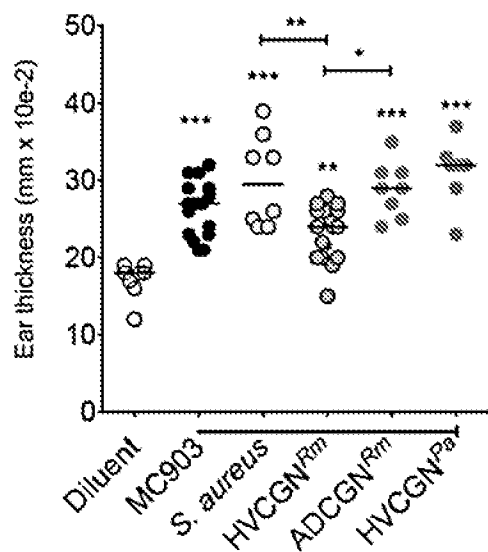 Ear thickness (mm x 10e-2)
50
40
30
20
10
0
**
*
***
***
**
***
***
Diluent
MC903
S. aureus
HVCGNRm
ADCGNRm
HVCGNPa